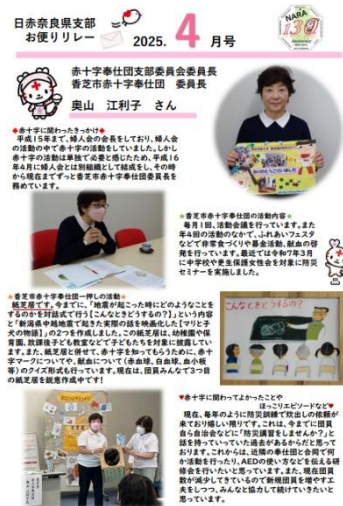 日赤奈良県支部
お便りリレー
2025. 4 月号
NARA
130
赤十字奉仕団支部委員会委員長
香芝市赤十字奉仕団 委員長
奥山 江利子 さん
◆赤十字に関わったきっかけ◆
平成15年まで、婦人会の会長をしており、婦人会
の活動の中で赤十字の活動をしていました。しかし
赤十字の活動は単独で必要と感じたため、平成16
年4月に婦人会とは別組織として結成をし、その時
から現在までずっと香芝市赤十字奉仕団委員長を
務めています。
★香芝市赤十字奉仕団の活動内容★
毎月1回、活動会議を行っています。また
年4回の活動のなかで、ふれあいフェスタ
などで非常食づくりや募金活動、献血の啓
発を行っています。最近では令和7年3月
に中学校や更生保護女性会を対象に防災
セミナーを実施しました。
★香芝市赤十字奉仕団一押しの活動★
紙芝居です。今までに、「地震が起こった時にどのようなことを
するのかを対話式で行う【こんなときどうするの?】」という内容
と「新潟県中越地震で起きた実際の話を映画化した【マリと子
犬の物語】」の2つを作成しました。この紙芝居は、幼稚園や保
育園、放課後子ども教室などで子どもたちを対象に披露してい
ます。また、紙芝居と併せて、赤十字を知ってもらうために、赤十
字マークについてや、献血について(赤血球、白血球、血小板
等)のクイズ形式も行っています。現在は、団員みんなで3つ目
の紙芝居を鋭意作成中です!
こんなときどうするの?
♥赤十字に関わってよかったことや
ほっこりエピソードなど♥
現在、毎年のように防災訓練で炊出しの依頼が
来ており嬉しい限りです。これは、今までに団員
自ら自治会などに「防災講習をしませんか?」と
話を持っていっていた過去があるからだと思って
おります。これからは、近隣の奉仕団と合同で何
か活動を行ったり、AEDの使い方などを伝える研
修会を行いたいと思っています。また、現在団員
数が減少してきているので新規団員を増やす工
夫をしつつ、みんなと協力して続けていきたいと
思っています。